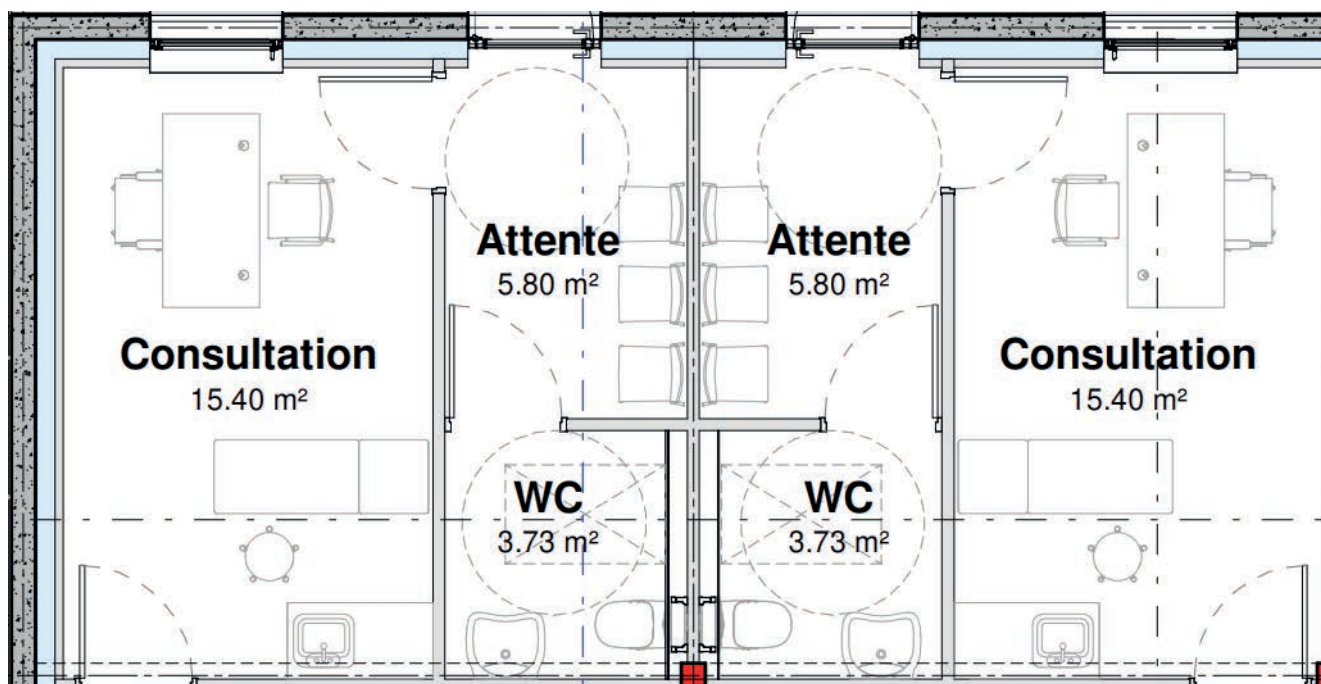 Attente
5.80 m²
Attente
5.80 m²
Consultation
15.40 m²
Consultation
15.40 m²
WC
3.73 m²
WC
3.73 m²